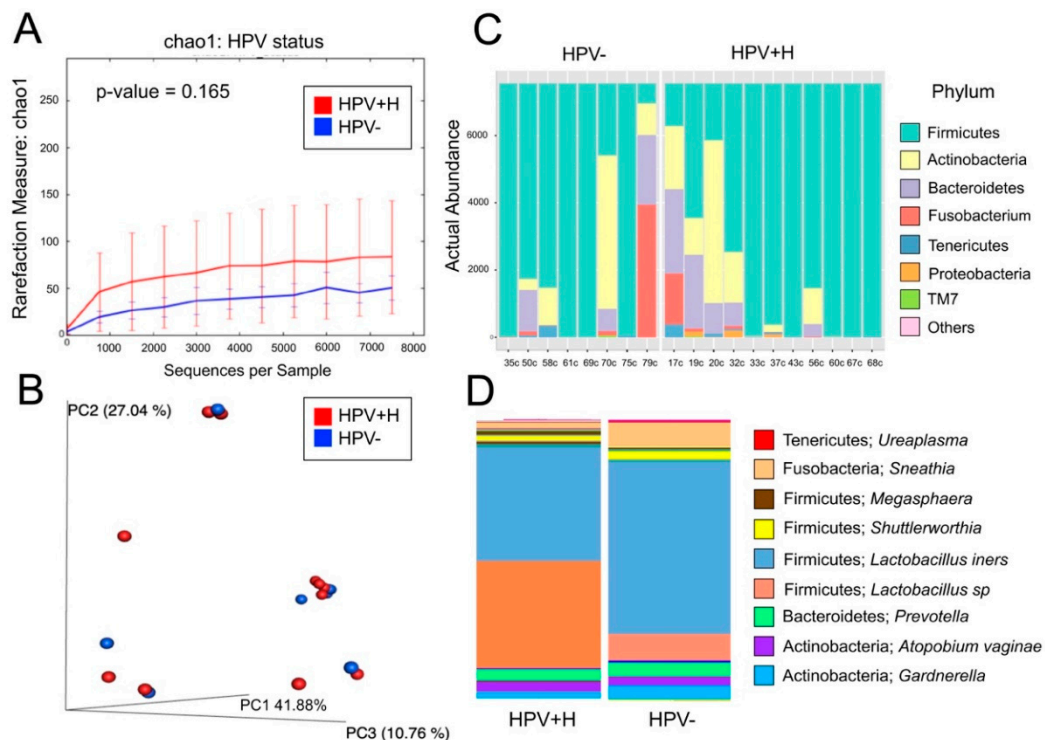 A
chao1: HPV status
p-value = 0.165
HPV+H
HPV-
Rarefaction Measure: chao1
250
200
150
100
50
0
0 1000 2000 3000 4000 5000 6000 7000 8000
Sequences per Sample
B
PC2 (27.04 %)
HPV+H
HPV-
PC1 41.88%
PC3 (10.76 %)
C
HPV- HPV+H
Actual Abundance
6000
4000
2000
0
35c 50c 58c 61c 69c 70c 75c 79c 17c 19c 20c 32c 33c 37c 43c 56c 60c 67c 68c
Phylum
Firmicutes
Actinobacteria
Bacteroidetes
Fusobacterium
Tenericutes
Proteobacteria
TM7
Others
D
HPV+H HPV-
Tenericutes; Ureaplasma
Fusobacteria; Sneathia
Firmicutes; Megasphaera
Firmicutes; Shuttlerworthia
Firmicutes; Lactobacillus iners
Firmicutes; Lactobacillus sp
Bacteroidetes; Prevotella
Actinobacteria; Atopobium vaginae
Actinobacteria; Gardnerella